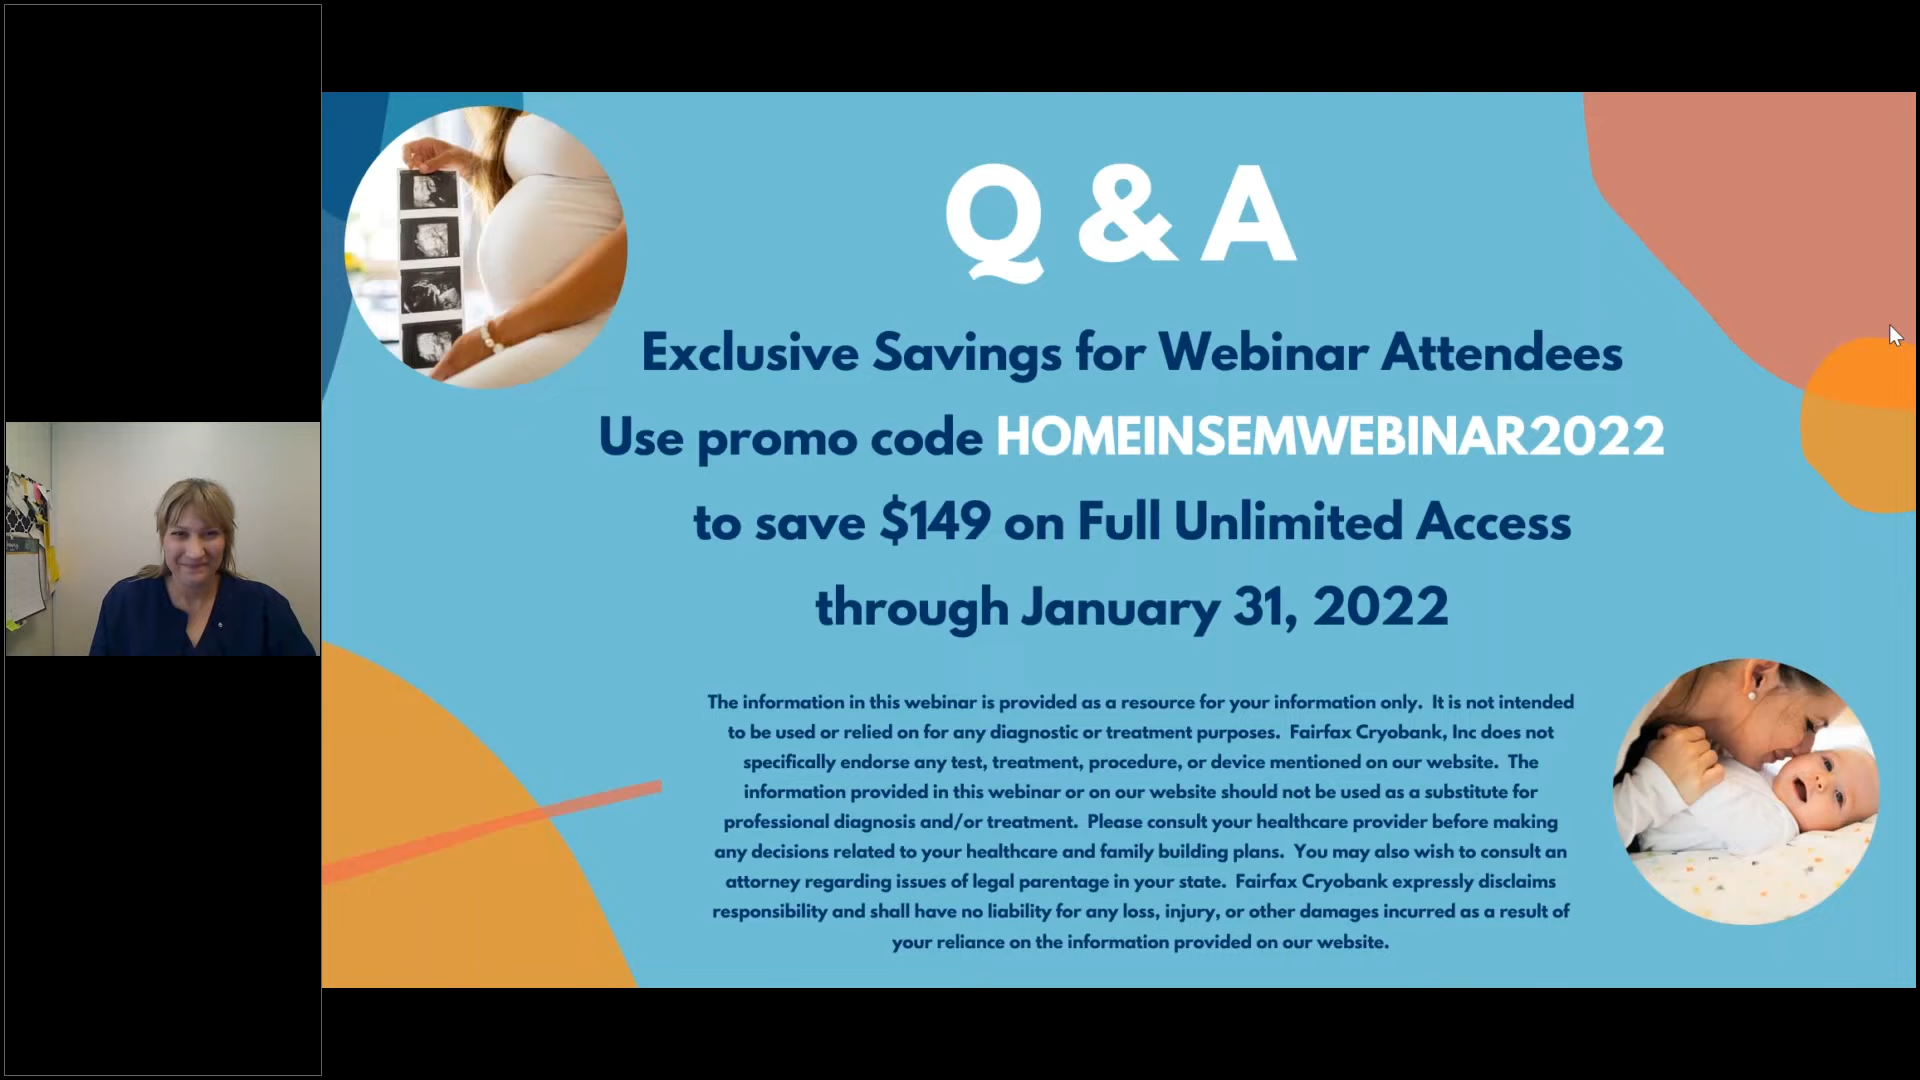 Q & A
Exclusive Savings for Webinar Attendees
Use promo code HOMEINSEMWEBINAR2022
to save $149 on Full Unlimited Access
through January 31, 2022
The information in this webinar is provided as a resource for your information only. It is not intended
to be used or relied on for any diagnostic or treatment purposes. Fairfax Cryobank, Inc does not
specifically endorse any test, treatment, procedure, or device mentioned on our website. The
information provided in this webinar or on our website should not be used as a substitute for
professional diagnosis and/or treatment. Please consult your healthcare provider before making
any decisions related to your healthcare and family building plans. You may also wish to consult an
attorney regarding issues of legal parentage in your state. Fairfax Cryobank expressly disclaims
responsibility and shall have no liability for any loss, injury, or other damages incurred as a result of
your reliance on the information provided on our website.